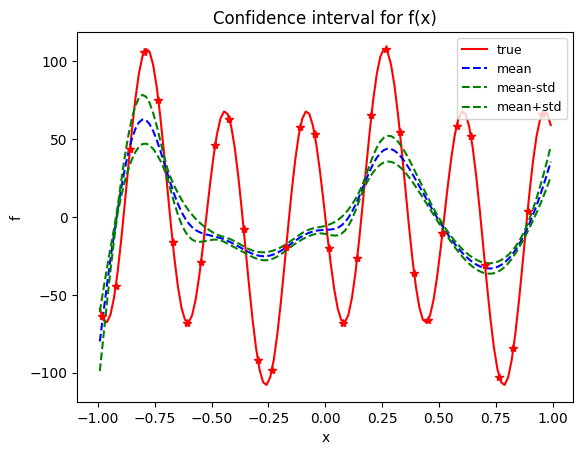 Confidence interval for f(x)
true
mean
mean-std
mean+std
100
50
0
−50
−100
f
−1.00 −0.75 −0.50 −0.25 0.00 0.25 0.50 0.75 1.00
x